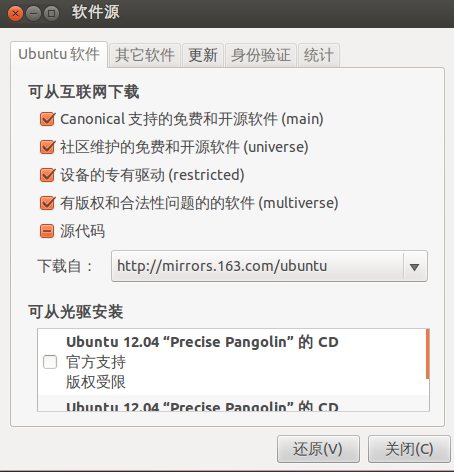 软件源
Ubuntu 软件 其它软件 更新 身份验证 统计
可从互联网下载
Canonical 支持的免费和开源软件 (main)
社区维护的免费和开源软件 (universe)
设备的专有驱动 (restricted)
有版权和合法性问题的的软件 (multiverse)
源代码
下载自： http://mirrors.163.com/ubuntu
可从光驱安装
Ubuntu 12.04 “Precise Pangolin” 的 CD
官方支持
版权受限
Ubuntu 12.04 “Precise Pangolin” 的 CD
还原(V) 关闭(C)